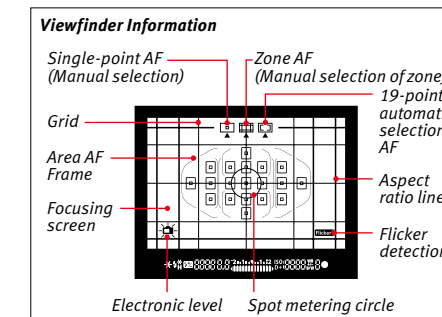 Viewfinder Information
Single-point AF
(Manual selection)
Zone AF
(Manual selection of zone)
19-point
automati
selection
AF
Grid
Area AF
Frame
Aspect
ratio line
Focusing
screen
Flicker
Flicker
detection
Electronic level
Spot metering circle